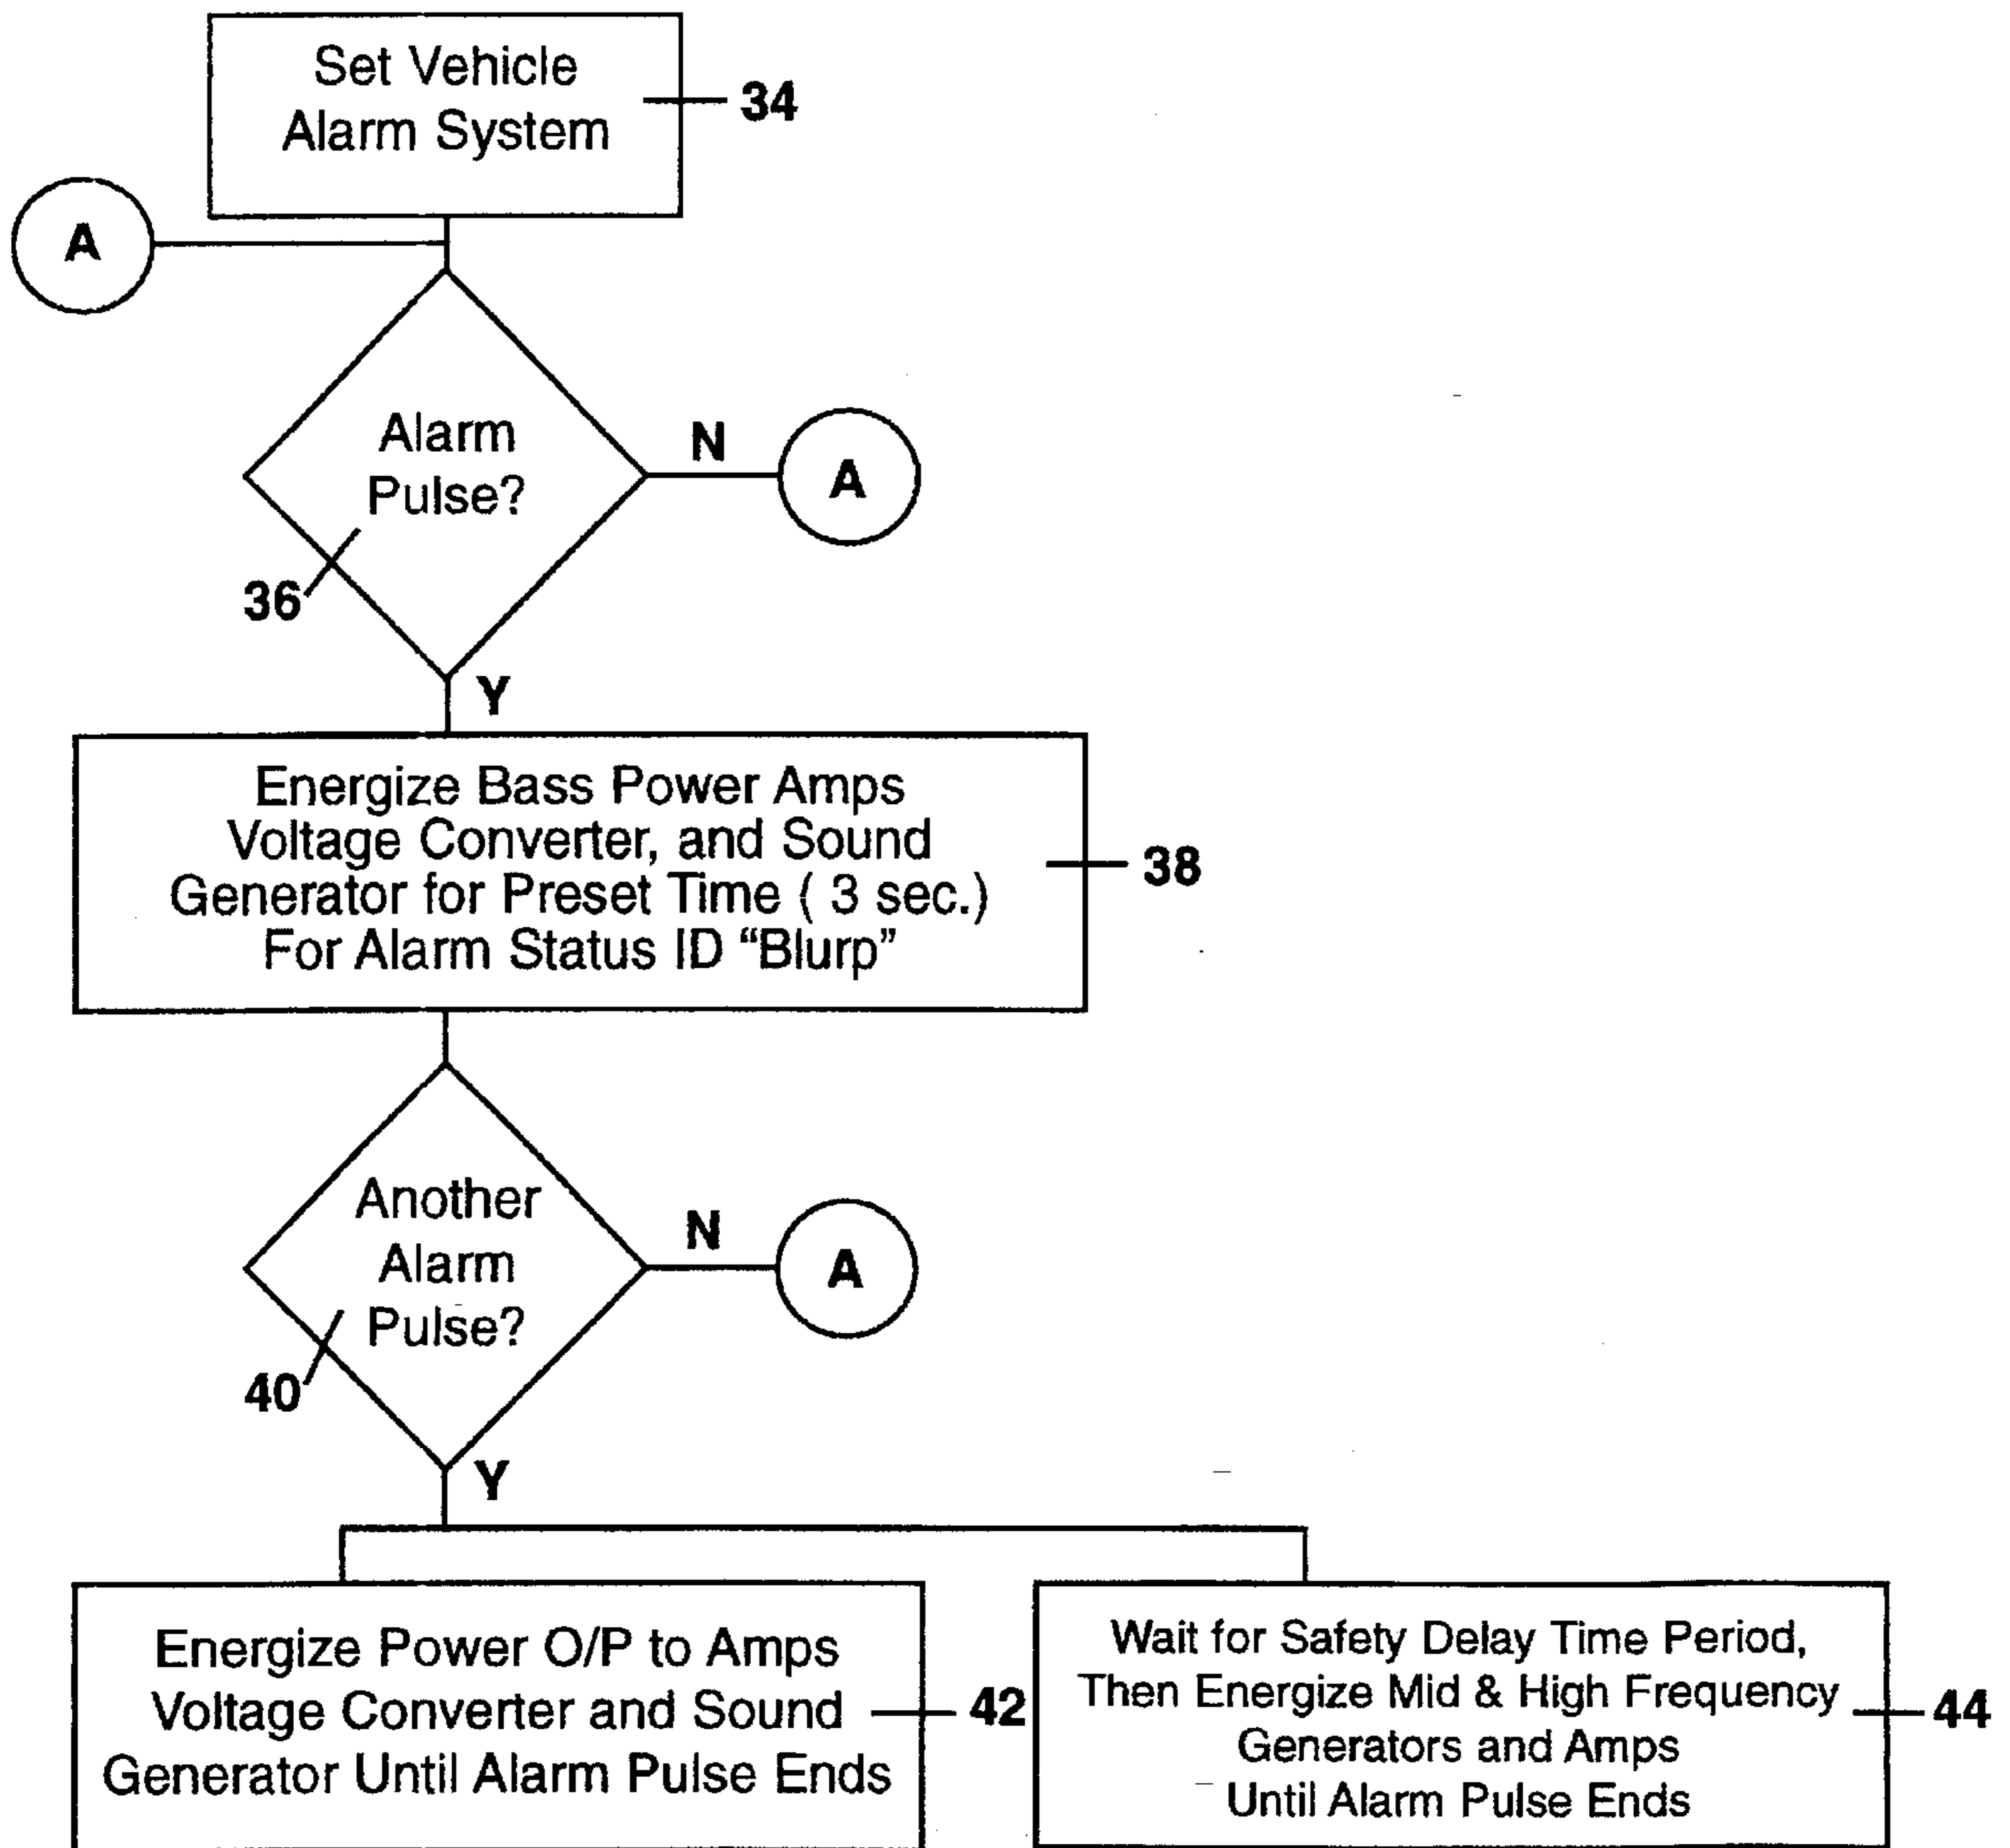 Set Vehicle
Alarm System
34
A
Alarm
Pulse?
N
A
36
Y
Energize Bass Power Amps
Voltage Converter, and Sound
Generator for Preset Time ( 3 sec.)
For Alarm Status ID “Blurp”
38
Another
Alarm
Pulse?
N
A
40
Y
Energize Power O/P to Amps
Voltage Converter and Sound
Generator Until Alarm Pulse Ends
42
Wait for Safety Delay Time Period,
Then Energize Mid & High Frequency
Generators and Amps
Until Alarm Pulse Ends
44